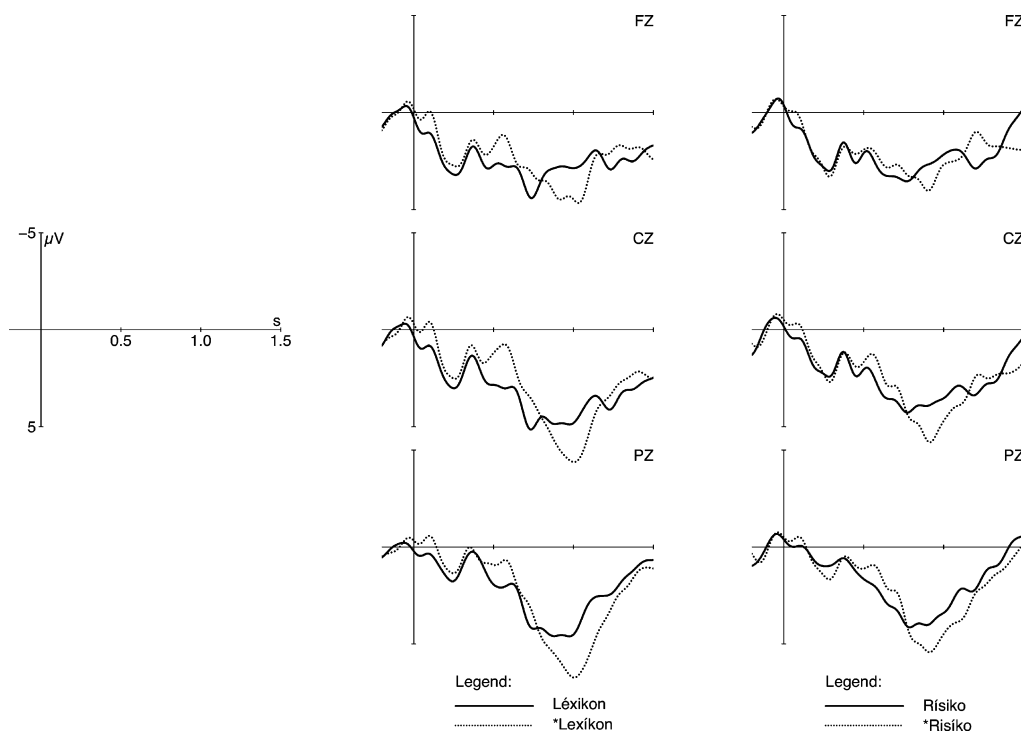 FZ
FZ
−5
µV
CZ
CZ
s
0.5 1.0 1.5
5
PZ
PZ
Legend:
Léxikon
*Lexíkon
Legend:
Rísiko
*Risíko